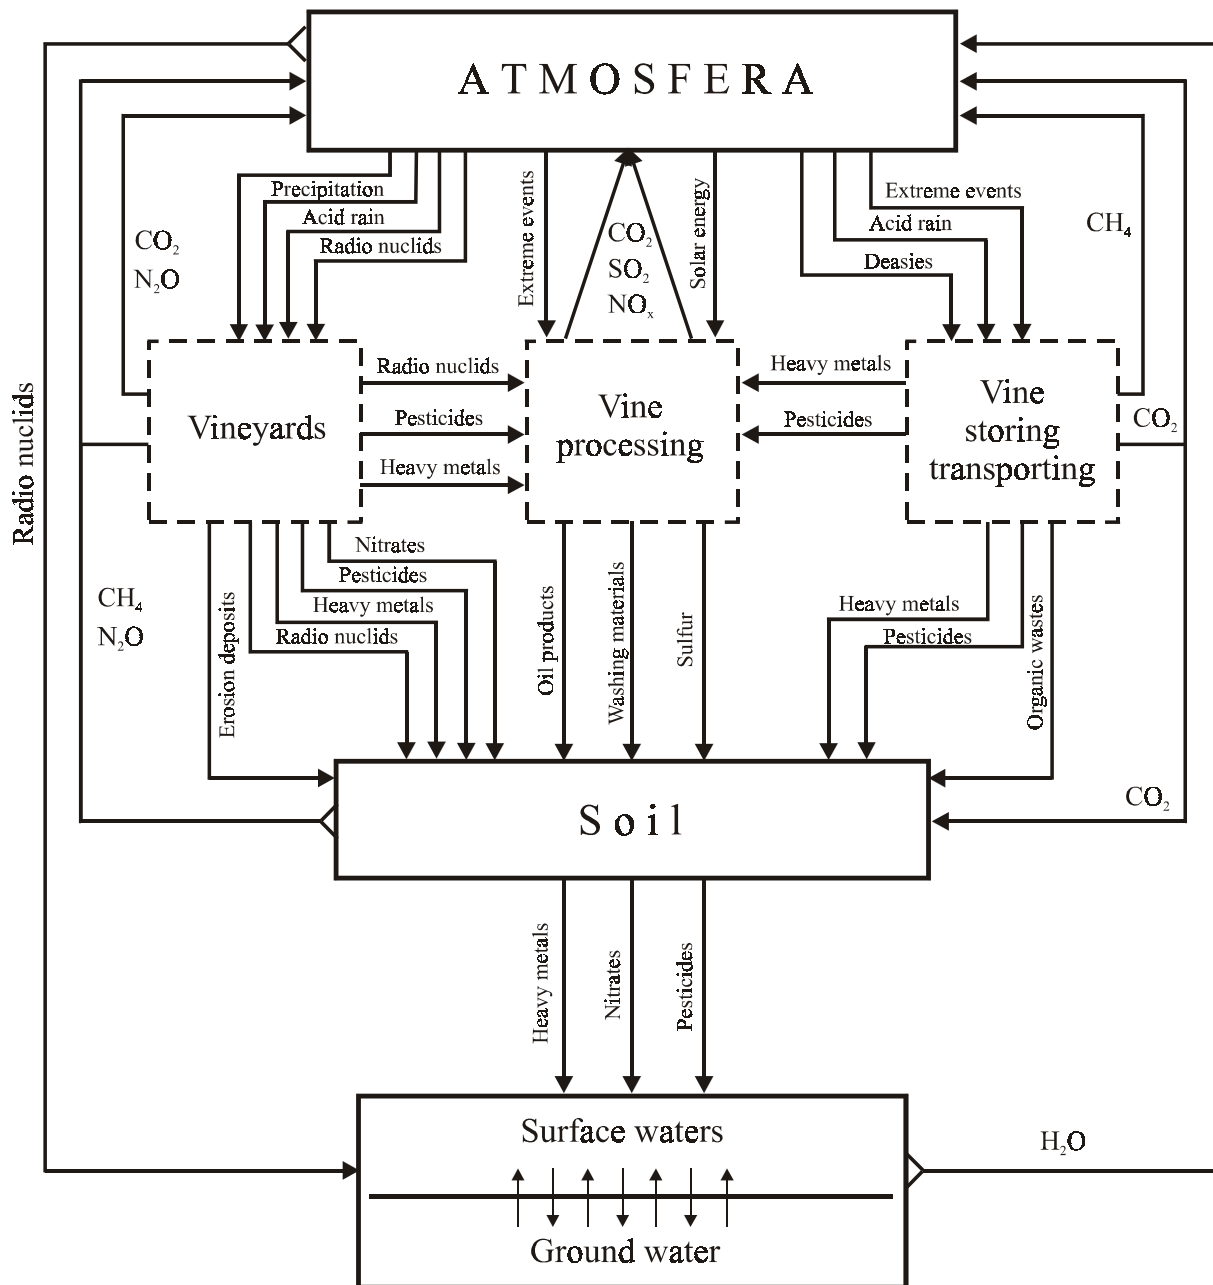 ATMOSFERA
Precipitation
Acid rain
Radio nuclids
CO₂
N₂O
Extreme events
CO₂
SO₂
NOₓ
Solar energy
Extreme events
Acid rain
Deasies
CH₄
Radio nuclids
Vineyards
Radio nuclids
Pesticides
Heavy metals
Vine
processing
Heavy metals
Pesticides
Vine
storing
transporting
CO₂
CH₄
N₂O
Erosion deposits
Nitrates
Pesticides
Heavy metals
Radio nuclids
Oil products
Washing materials
Sulfur
Heavy metals
Pesticides
Organic wastes
CO₂
Soil
Heavy metals
Nitrates
Pesticides
Surface waters
Ground water
H₂O